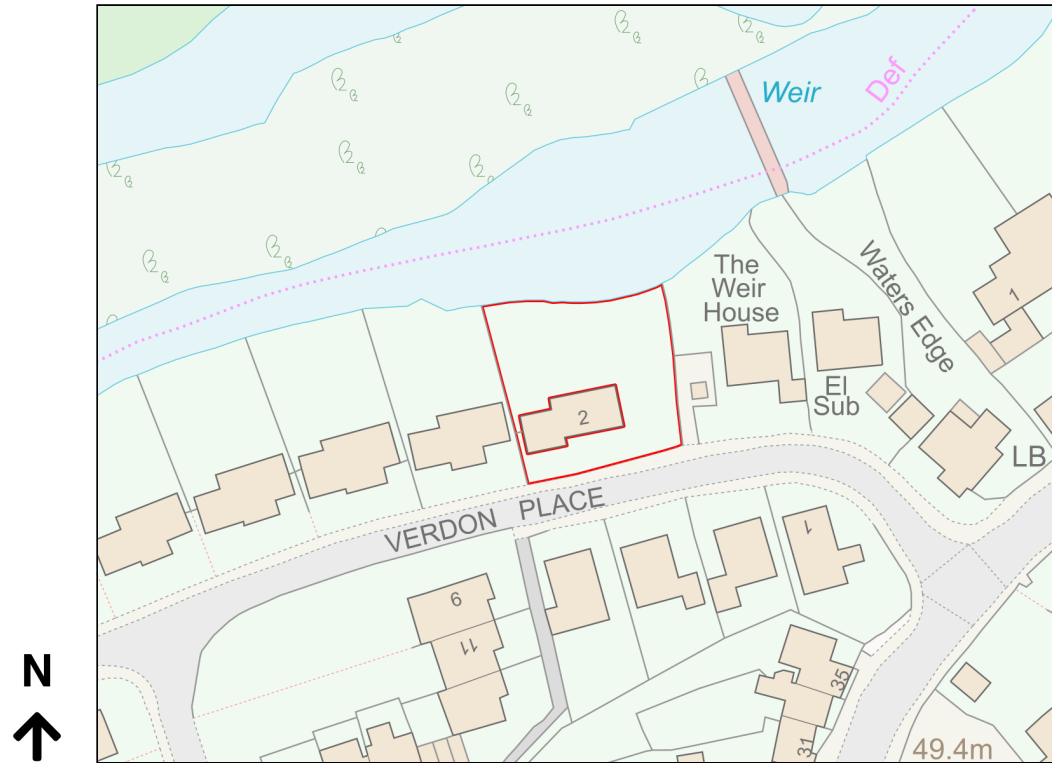 Weir
Def
The
Weir
House
Waters Edge
1
El
Sub
2
LB
VERDON PLACE
1
9
11
35
31
49.4m
N